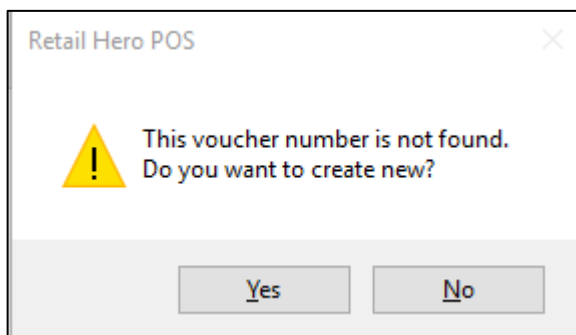 Retail Hero POS
This voucher number is not found.
Do you want to create new?
Yes
No